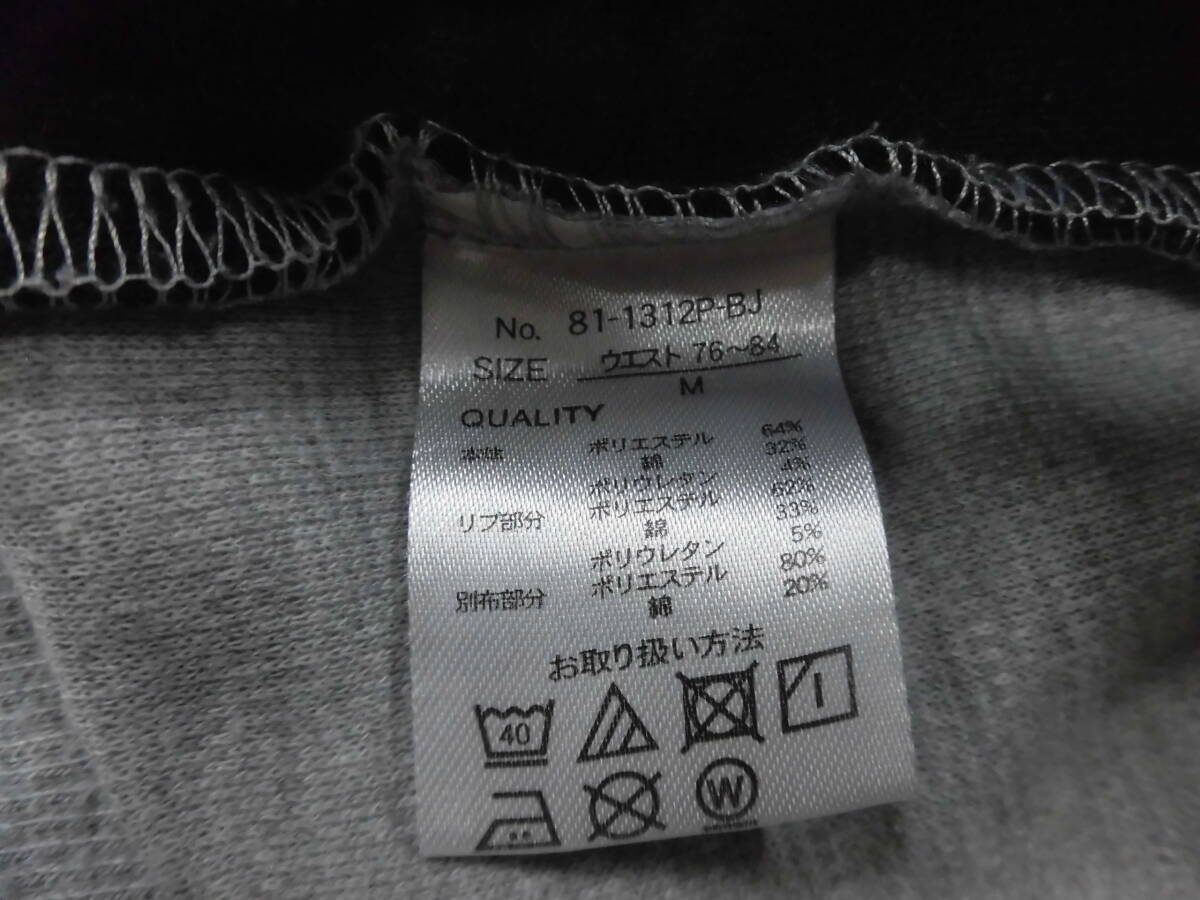 No. 81-1312P-BJ
SIZE ウエスト 76~84
M
QUALITY
本体 ポリエステル 64%
綿 32%
ポリウレタン 4%
リブ部分 ポリエステル 62%
綿 33%
ポリウレタン 5%
別布部分 ポリエステル 80%
綿 20%
お取り扱い方法
40
W